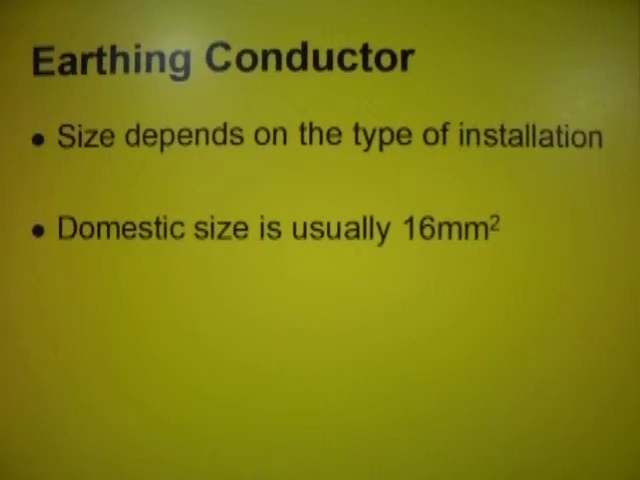 Earthing Conductor
• Size depends on the type of installation
• Domestic size is usually 16mm²